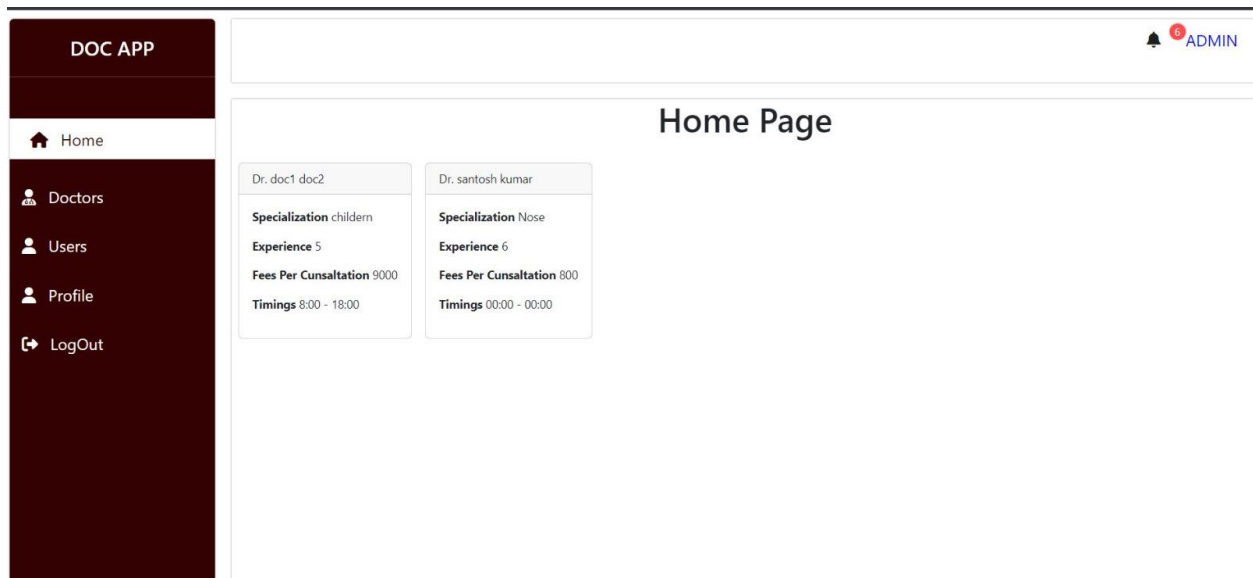 DOC APP
6
ADMIN
Home
Doctors
Users
Profile
LogOut
Home Page
Dr. doc1 doc2
Specialization childern
Experience 5
Fees Per Cunsaltation 9000
Timings 8:00 - 18:00
Dr. santosh kumar
Specialization Nose
Experience 6
Fees Per Cunsaltation 800
Timings 00:00 - 00:00